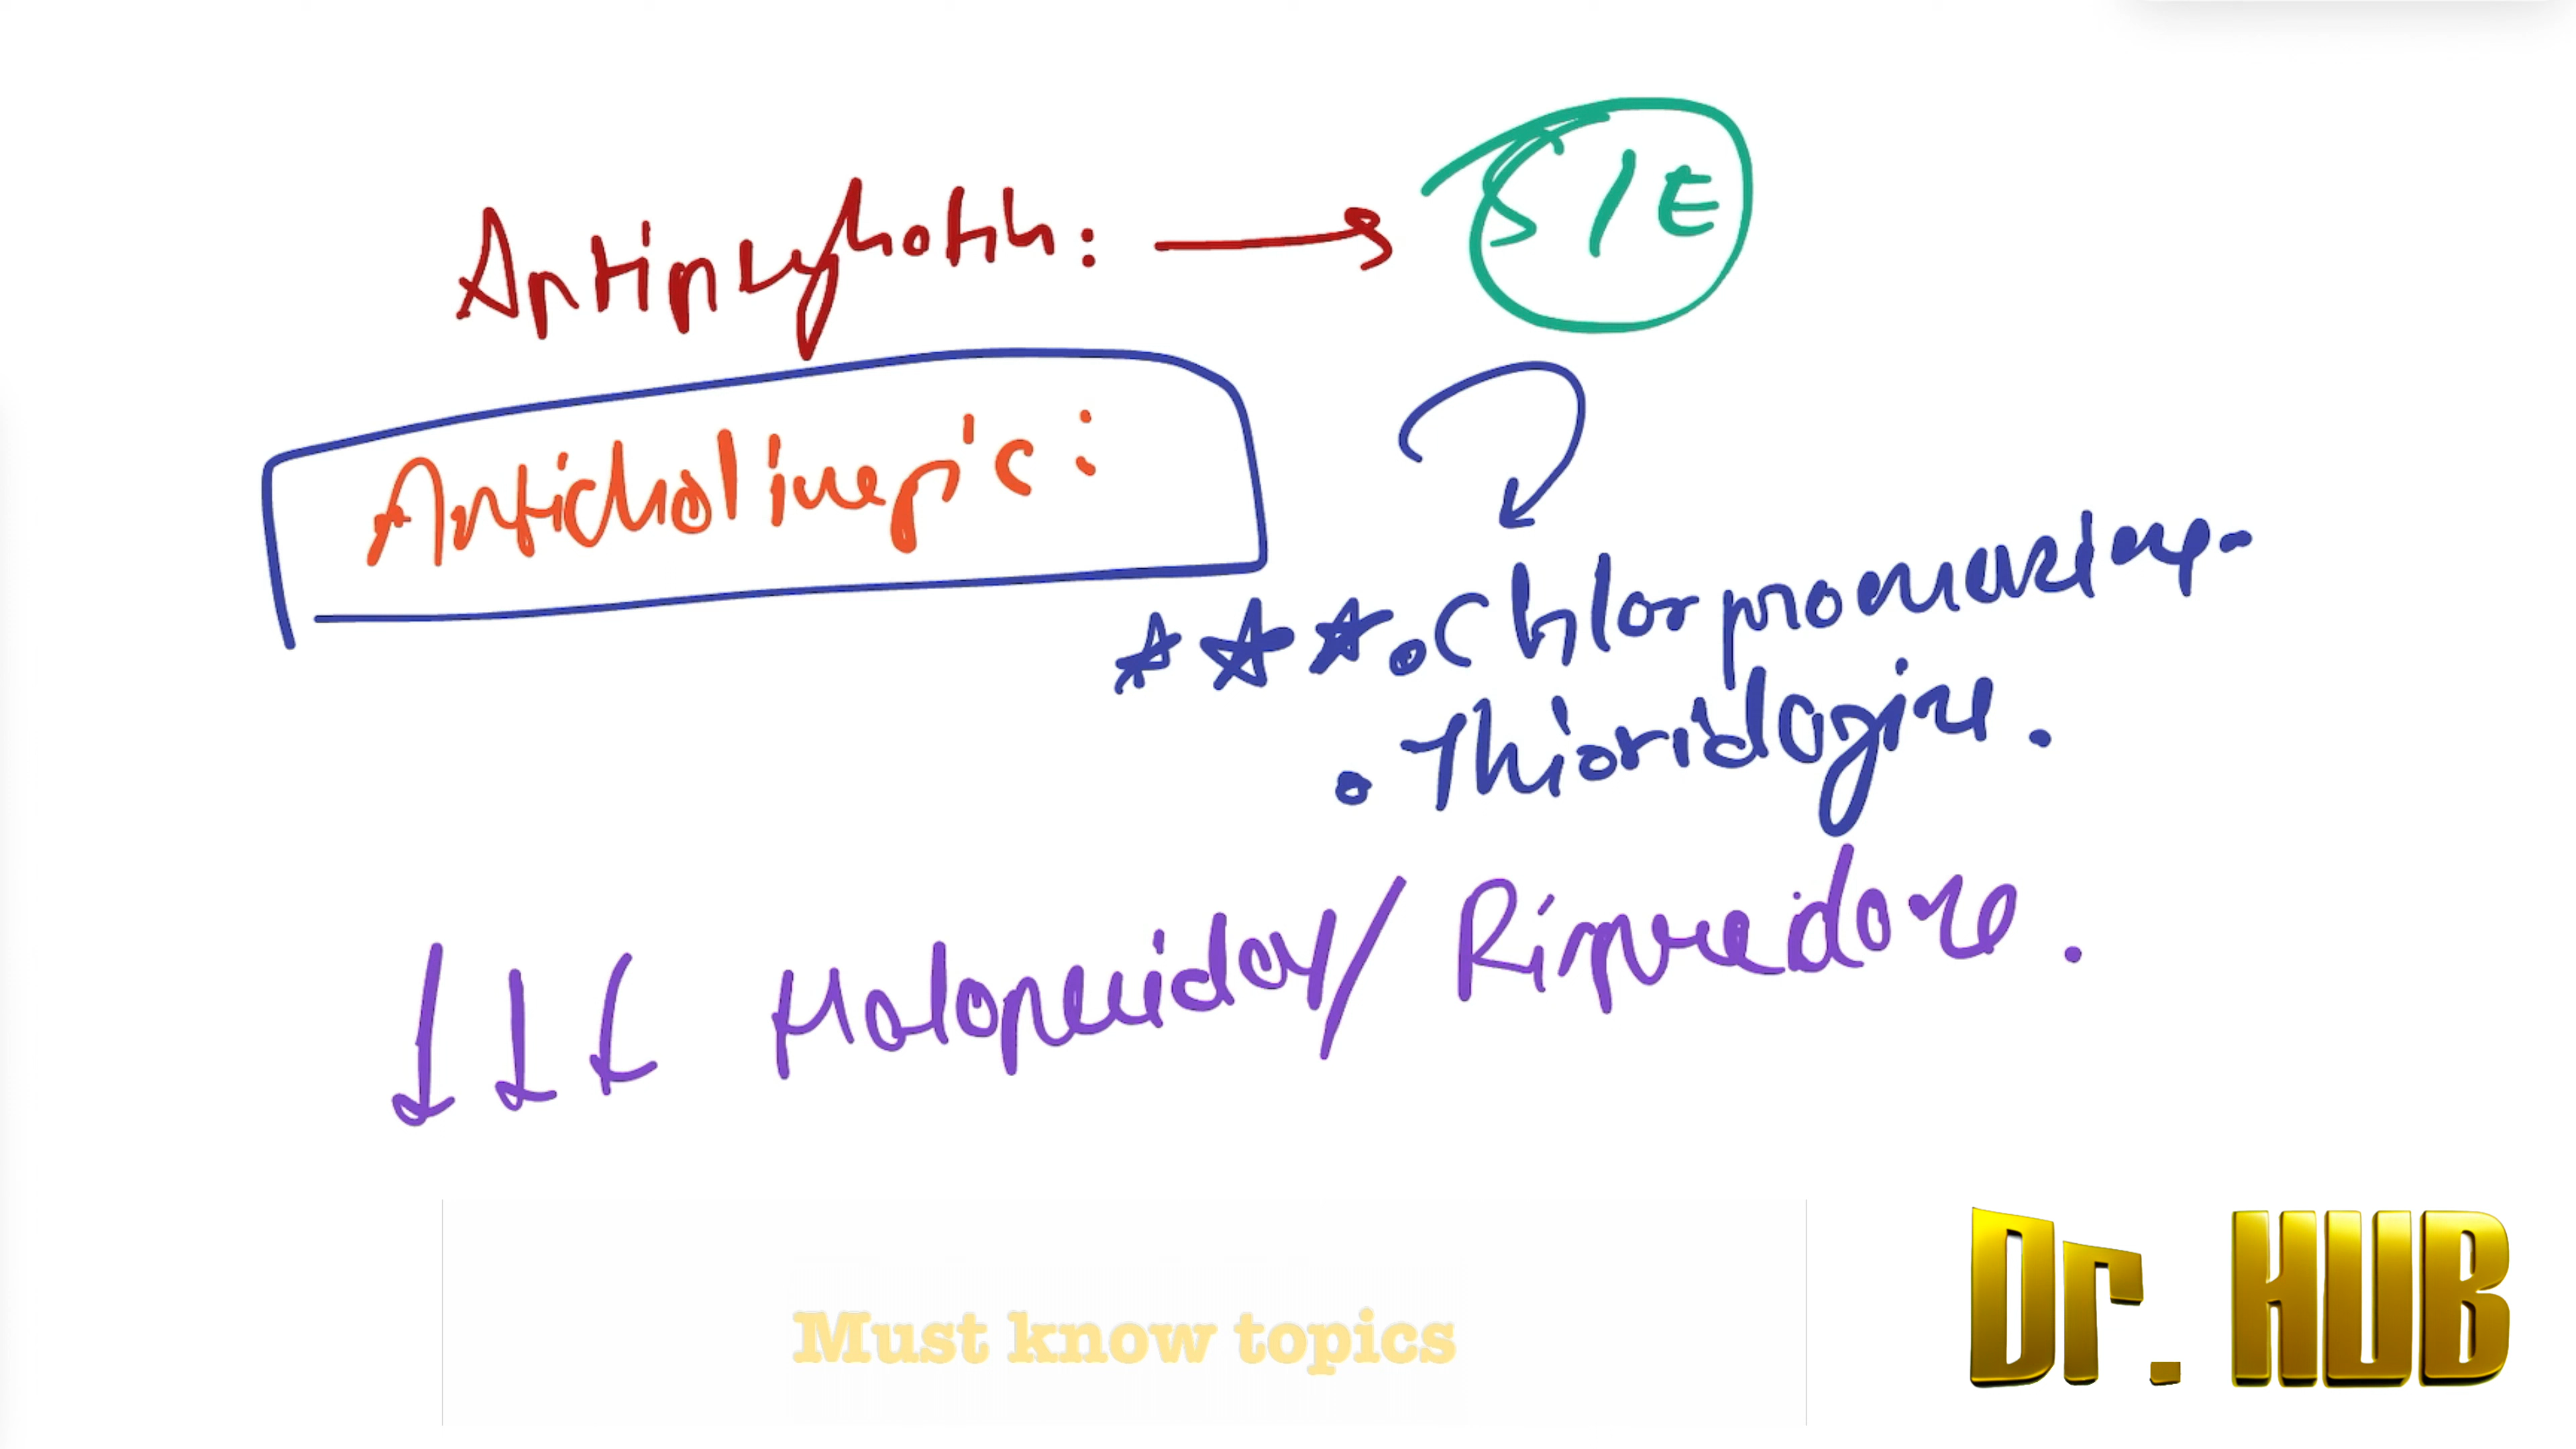 Antipsychotic: → S/E
Anticholinergic:
★★★ • Chlorpromazine.
• Thioridazine.
↓↓↓ Haloperidol / Risperidone.
Must know topics
Dr. HUB